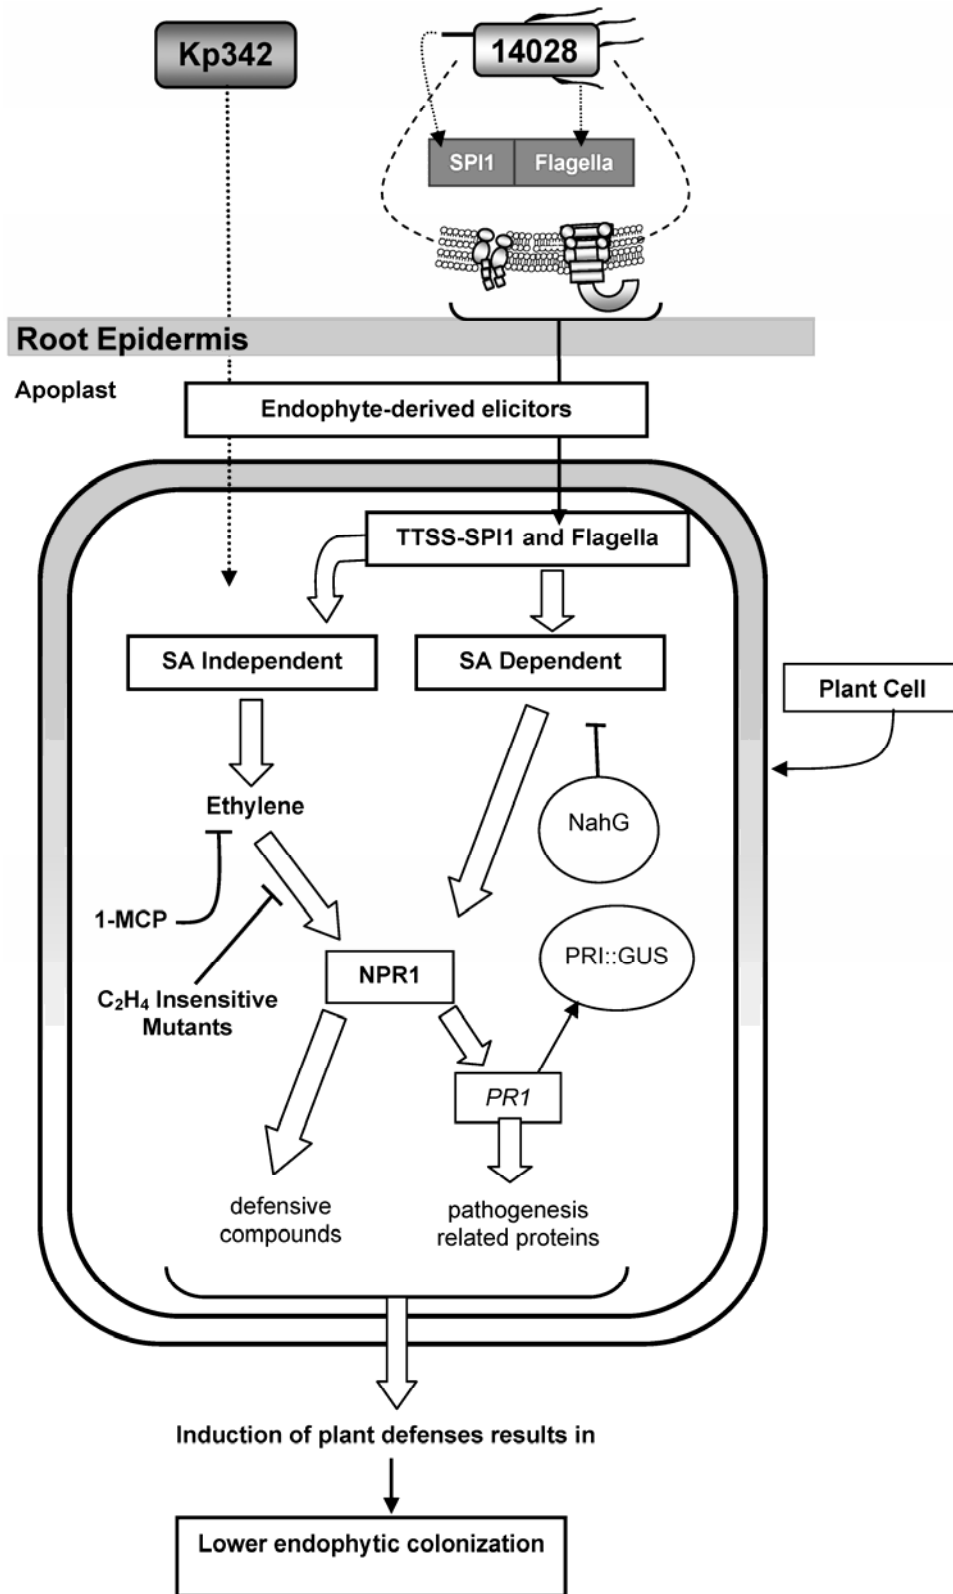 Kp342
14028
SPI1
Flagella
Root Epidermis
Apoplast
Endophyte-derived elicitors
TTSS-SPI1 and Flagella
SA Independent
SA Dependent
Plant Cell
Ethylene
NahG
1-MCP
PRI::GUS
NPR1
C₂H₄ Insensitive
Mutants
PR1
defensive
compounds
pathogenesis
related proteins
Induction of plant defenses results in
Lower endophytic colonization